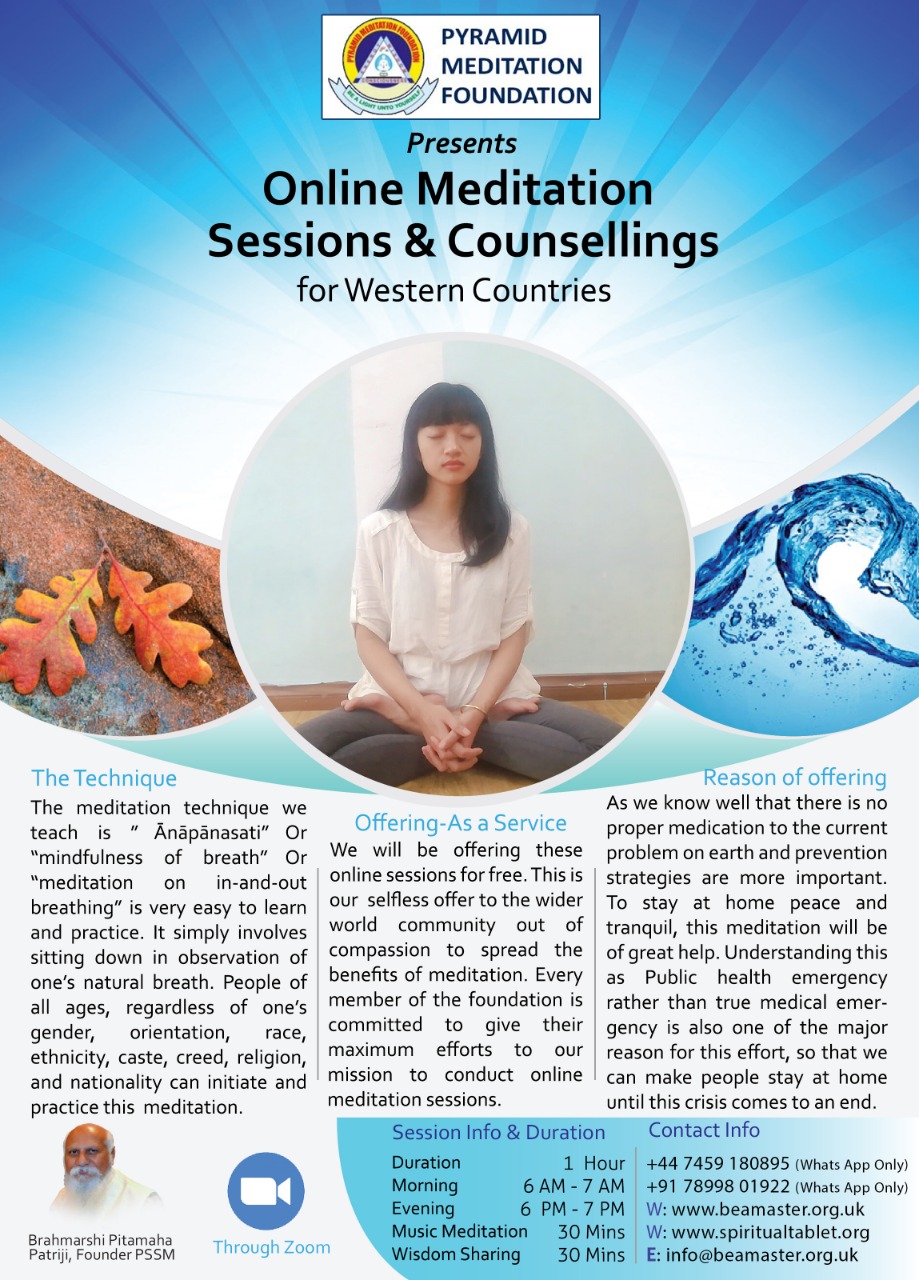 PYRAMID MEDITATION FOUNDATION
BE A LIGHT UNTO YOURSELF
PYRAMID
MEDITATION
FOUNDATION
Presents
Online Meditation
Sessions & Counsellings
for Western Countries
The Technique
The meditation technique we
teach is " Ānāpānasati" Or
"mindfulness of breath" Or
"meditation on in-and-out
breathing" is very easy to learn
and practice. It simply involves
sitting down in observation of
one's natural breath. People of
all ages, regardless of one's
gender, orientation, race,
ethnicity, caste, creed, religion,
and nationality can initiate and
practice this meditation.
Offering-As a Service
We will be offering these
online sessions for free. This is
our selfless offer to the wider
world community out of
compassion to spread the
benefits of meditation. Every
member of the foundation is
committed to give their
maximum efforts to our
mission to conduct online
meditation sessions.
Reason of offering
As we know well that there is no
proper medication to the current
problem on earth and prevention
strategies are more important.
To stay at home peace and
tranquil, this meditation will be
of great help. Understanding this
as Public health emergency
rather than true medical emer-
gency is also one of the major
reason for this effort, so that we
can make people stay at home
until this crisis comes to an end.
Brahmarshi Pitamaha
Patriji, Founder PSSM
Through Zoom
Session Info & Duration
Duration 1 Hour
Morning 6 AM - 7 AM
Evening 6 PM - 7 PM
Music Meditation 30 Mins
Wisdom Sharing 30 Mins
Contact Info
+44 7459 180895 (Whats App Only)
+91 78998 01922 (Whats App Only)
W: www.beamaster.org.uk
W: www.spiritualtablet.org
E: info@beamaster.org.uk